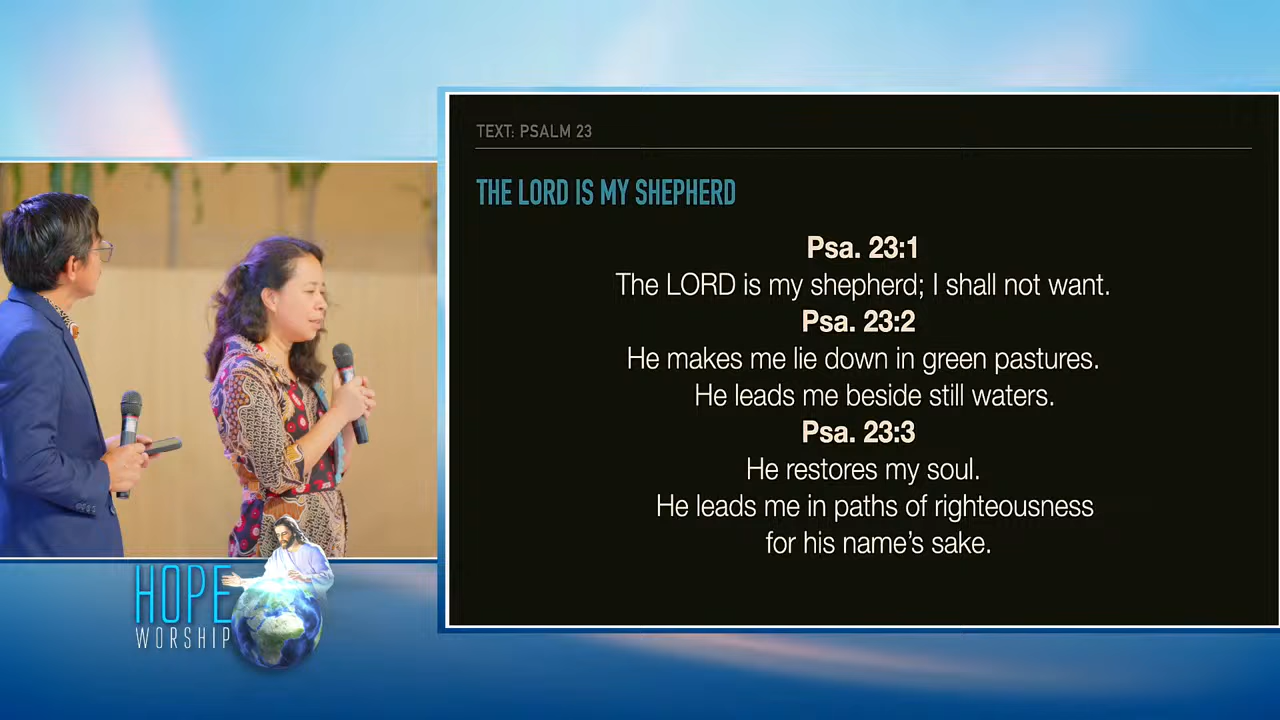 TEXT: PSALM 23
THE LORD IS MY SHEPHERD
Psa. 23:1
The LORD is my shepherd; I shall not want.
Psa. 23:2
He makes me lie down in green pastures.
He leads me beside still waters.
Psa. 23:3
He restores my soul.
He leads me in paths of righteousness
for his name’s sake.
HOPE
WORSHIP